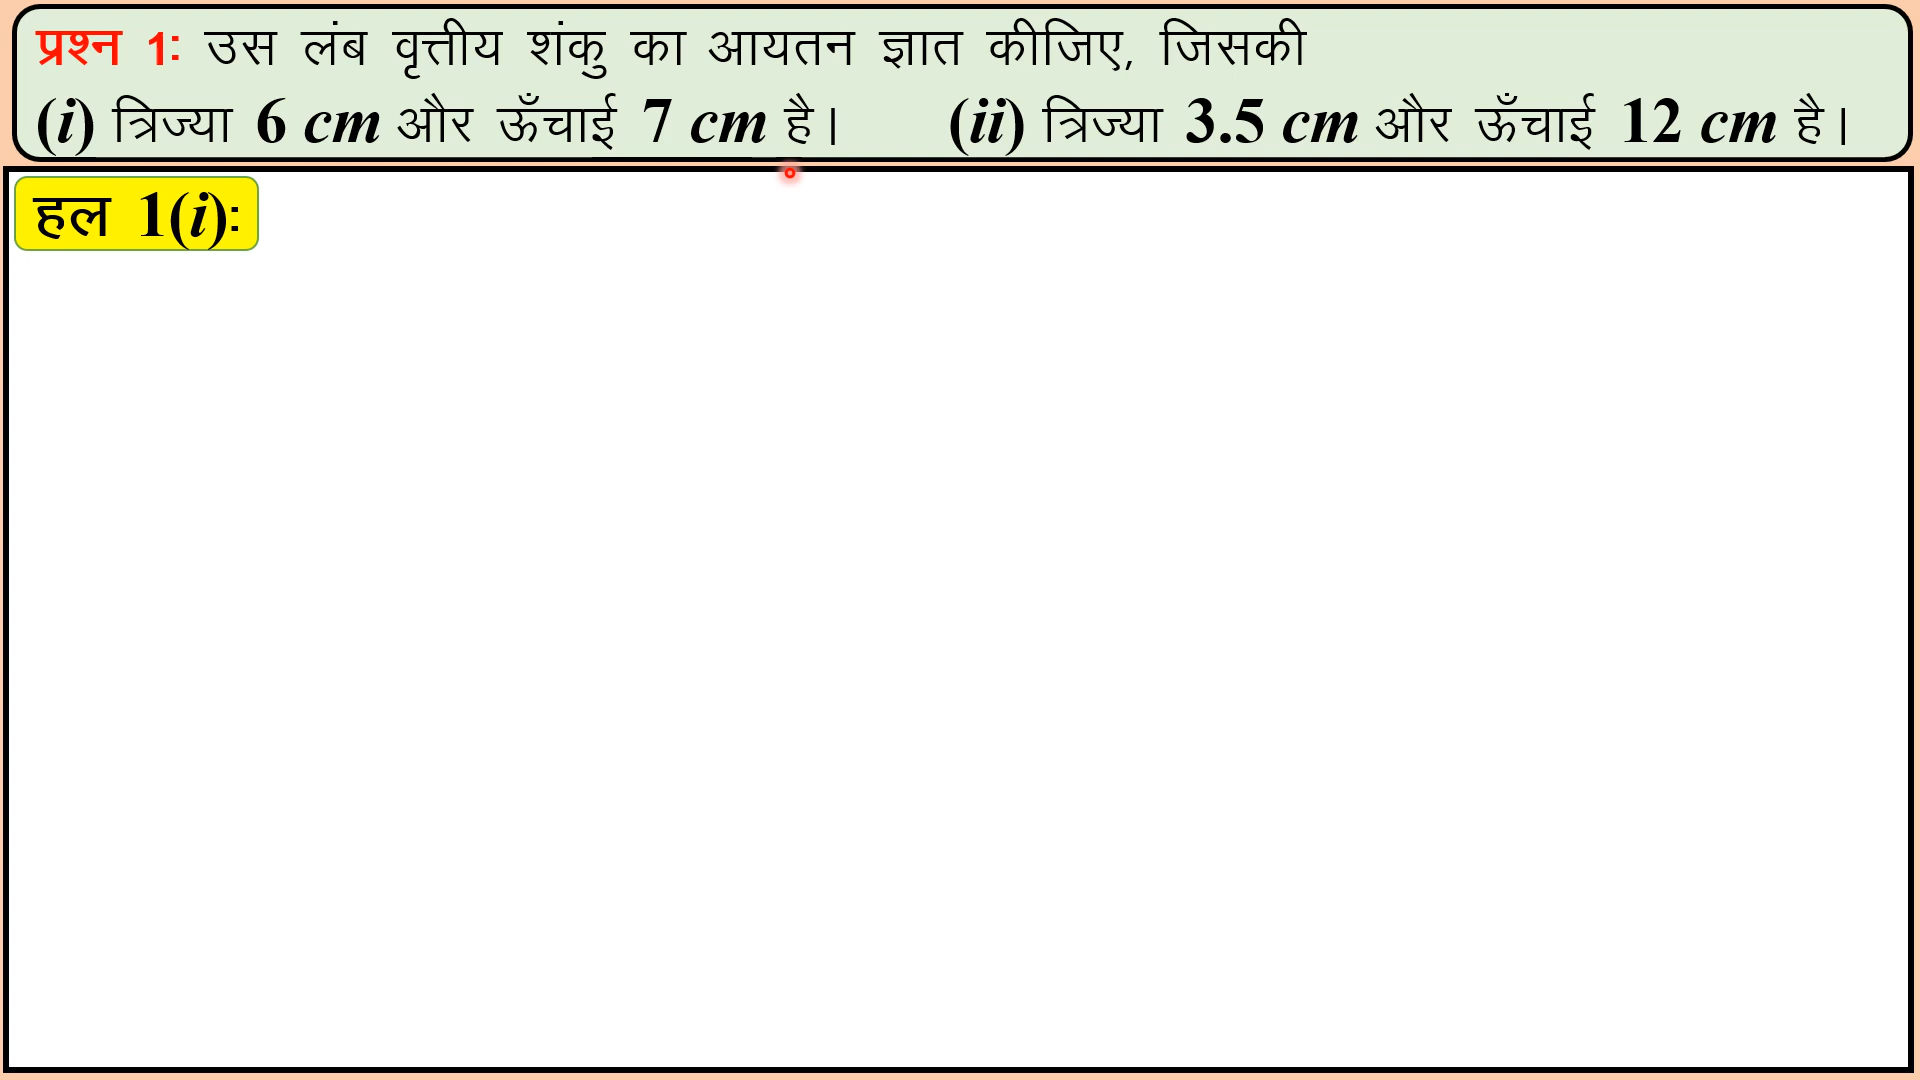 प्रश्न 1: उस लंब वृत्तीय शंकु का आयतन ज्ञात कीजिए, जिसकी
(i) त्रिज्या 6 cm और ऊँचाई 7 cm है। (ii) त्रिज्या 3.5 cm और ऊँचाई 12 cm है।
हल 1(i):